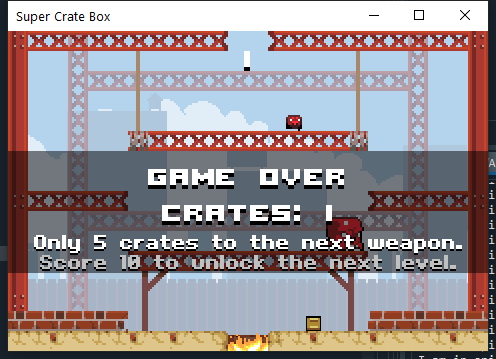 Super Crate Box
GAME OVER
CRATES: 1
Only 5 crates to the next weapon.
Score 10 to unlock the next level.